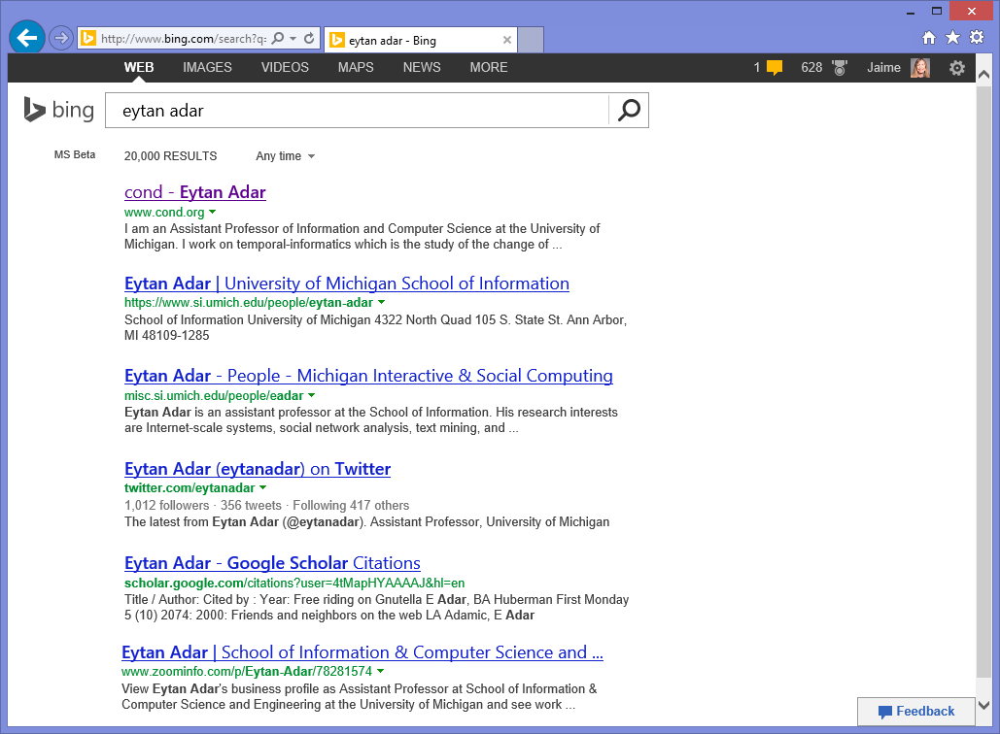 http://www.bing.com/search?q= eytan adar - Bing
WEB IMAGES VIDEOS MAPS NEWS MORE 1 628 Jaime
bing eytan adar
MS Beta 20,000 RESULTS Any time
cond - Eytan Adar
www.cond.org
I am an Assistant Professor of Information and Computer Science at the University of
Michigan. I work on temporal-informatics which is the study of the change of ...
Eytan Adar | University of Michigan School of Information
https://www.si.umich.edu/people/eytan-adar
School of Information University of Michigan 4322 North Quad 105 S. State St. Ann Arbor,
MI 48109-1285
Eytan Adar - People - Michigan Interactive & Social Computing
misc.si.umich.edu/people/eadar
Eytan Adar is an assistant professor at the School of Information. His research interests
are Internet-scale systems, social network analysis, text mining, and ...
Eytan Adar (eytanadar) on Twitter
twitter.com/eytanadar
1,012 followers · 356 tweets · Following 417 others
The latest from Eytan Adar (@eytanadar). Assistant Professor, University of Michigan
Eytan Adar - Google Scholar Citations
scholar.google.com/citations?user=4tMapHYAAAAJ&hl=en
Title / Author: Cited by : Year: Free riding on Gnutella E Adar, BA Huberman First Monday
5 (10) 2074: 2000: Friends and neighbors on the web LA Adamic, E Adar
Eytan Adar | School of Information & Computer Science and ...
www.zoominfo.com/p/Eytan-Adar/78281574
View Eytan Adar's business profile as Assistant Professor at School of Information &
Computer Science and Engineering at the University of Michigan and see work ...
Feedback